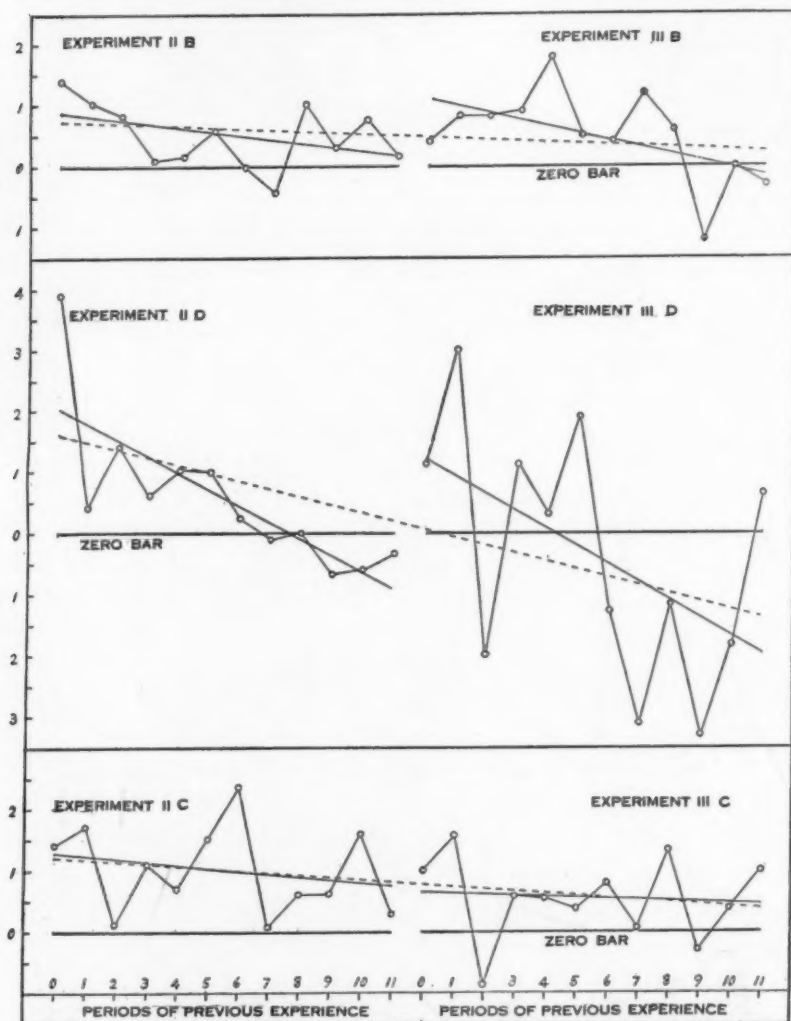 EXPERIMENT II B
EXPERIMENT III B
2
1
0
1
ZERO BAR
EXPERIMENT II D
EXPERIMENT III D
4
3
2
1
0
1
2
3
ZERO BAR
EXPERIMENT II C
EXPERIMENT III C
2
1
0
ZERO BAR
0 1 2 3 4 5 6 7 8 9 10 11 0 1 2 3 4 5 6 7 8 9 10 11
PERIODS OF PREVIOUS EXPERIENCE PERIODS OF PREVIOUS EXPERIENCE